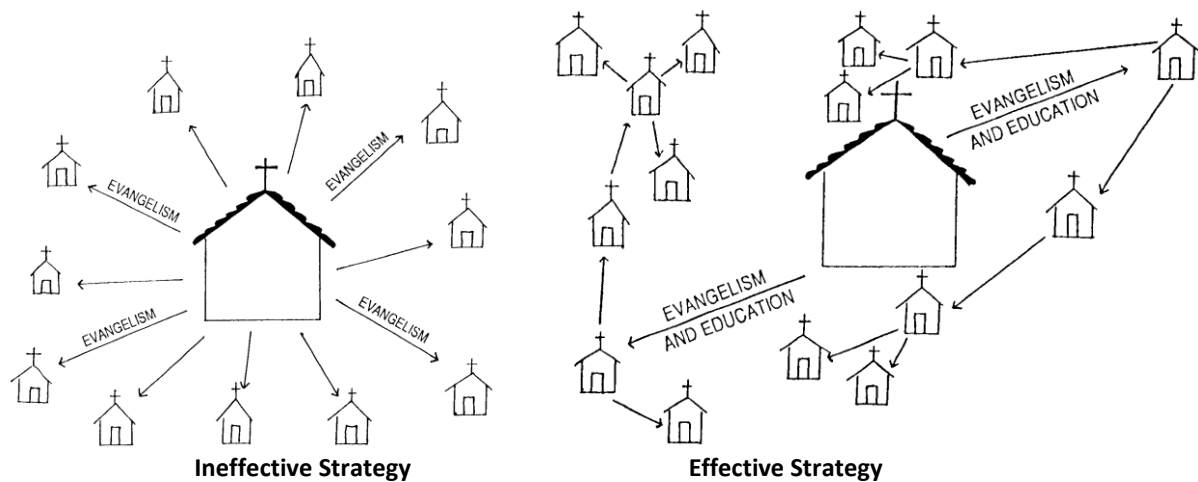 EVANGELISM
EVANGELISM
EVANGELISM
EVANGELISM
Ineffective Strategy
EVANGELISM
AND EDUCATION
EVANGELISM
AND EDUCATION
Effective Strategy